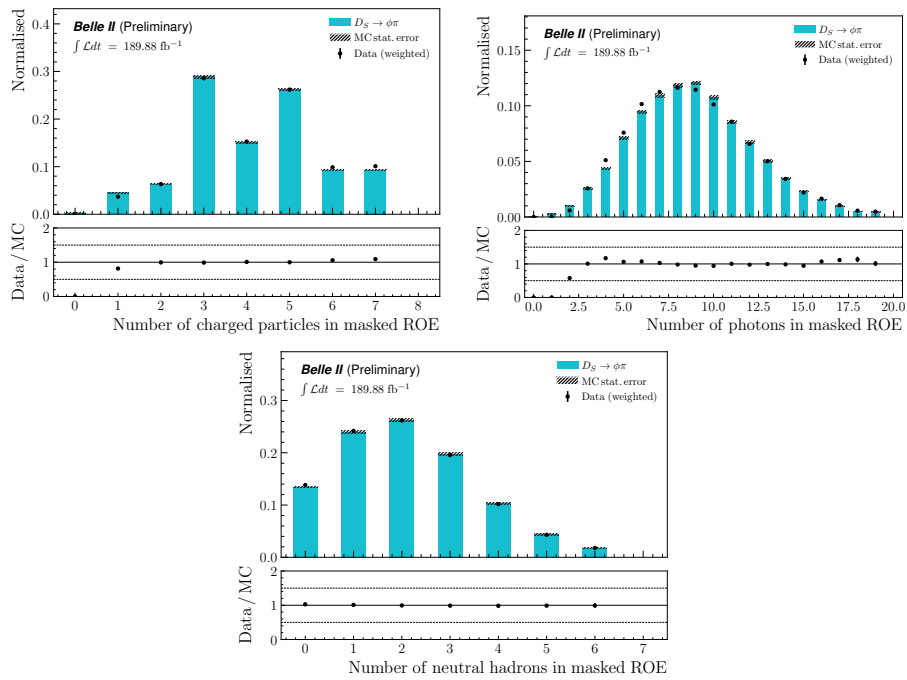 Belle II (Preliminary)
∫ ℒdt = 189.88 fb⁻¹
D_S → ϕπ
MC stat. error
Data (weighted)
Normalised
0.4
0.3
0.2
0.1
0.0
Data / MC
2
1
0
0 1 2 3 4 5 6 7 8
Number of charged particles in masked ROE
Belle II (Preliminary)
∫ ℒdt = 189.88 fb⁻¹
D_S → ϕπ
MC stat. error
Data (weighted)
Normalised
0.15
0.10
0.05
0.00
Data / MC
2
1
0
0.0 2.5 5.0 7.5 10.0 12.5 15.0 17.5 20.0
Number of photons in masked ROE
Belle II (Preliminary)
∫ ℒdt = 189.88 fb⁻¹
D_S → ϕπ
MC stat. error
Data (weighted)
Normalised
0.3
0.2
0.1
0.0
Data / MC
2
1
0
0 1 2 3 4 5 6 7
Number of neutral hadrons in masked ROE